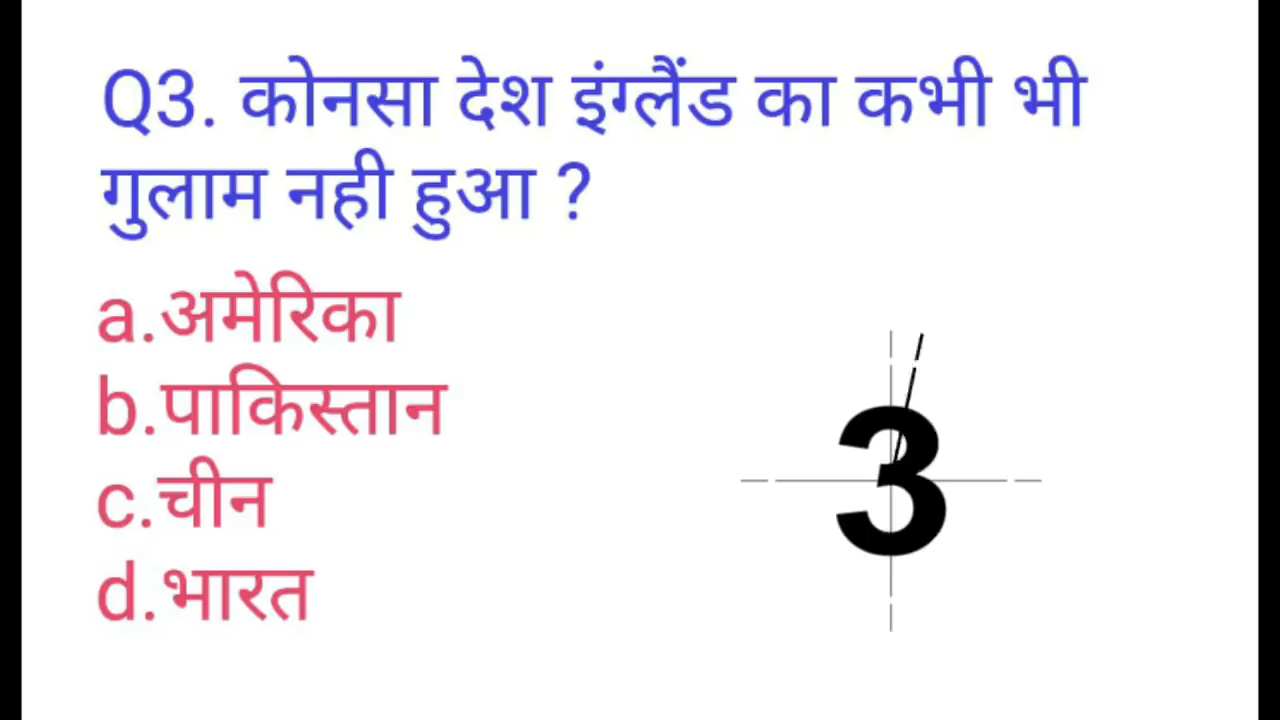 Q3. कोनसा देश इंग्लैंड का कभी भी
गुलाम नही हुआ ?
a.अमेरिका
b.पाकिस्तान
c.चीन
d.भारत
3